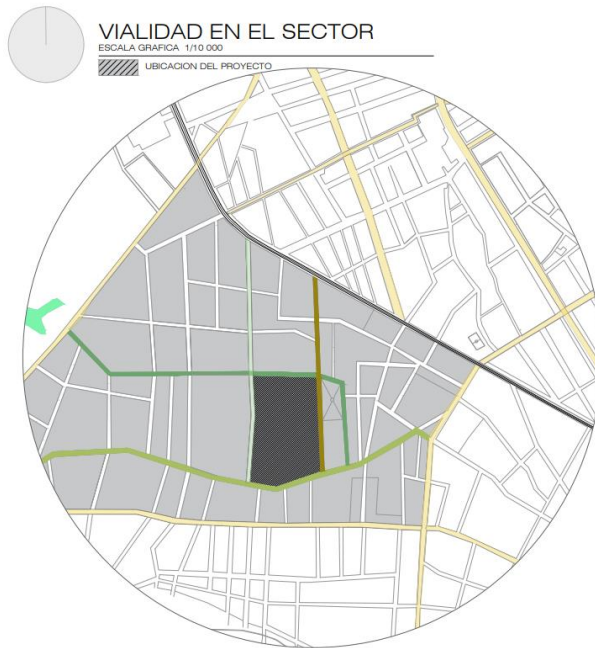 VIALIDAD EN EL SECTOR
ESCALA GRAFICA 1/10 000
UBICACION DEL PROYECTO